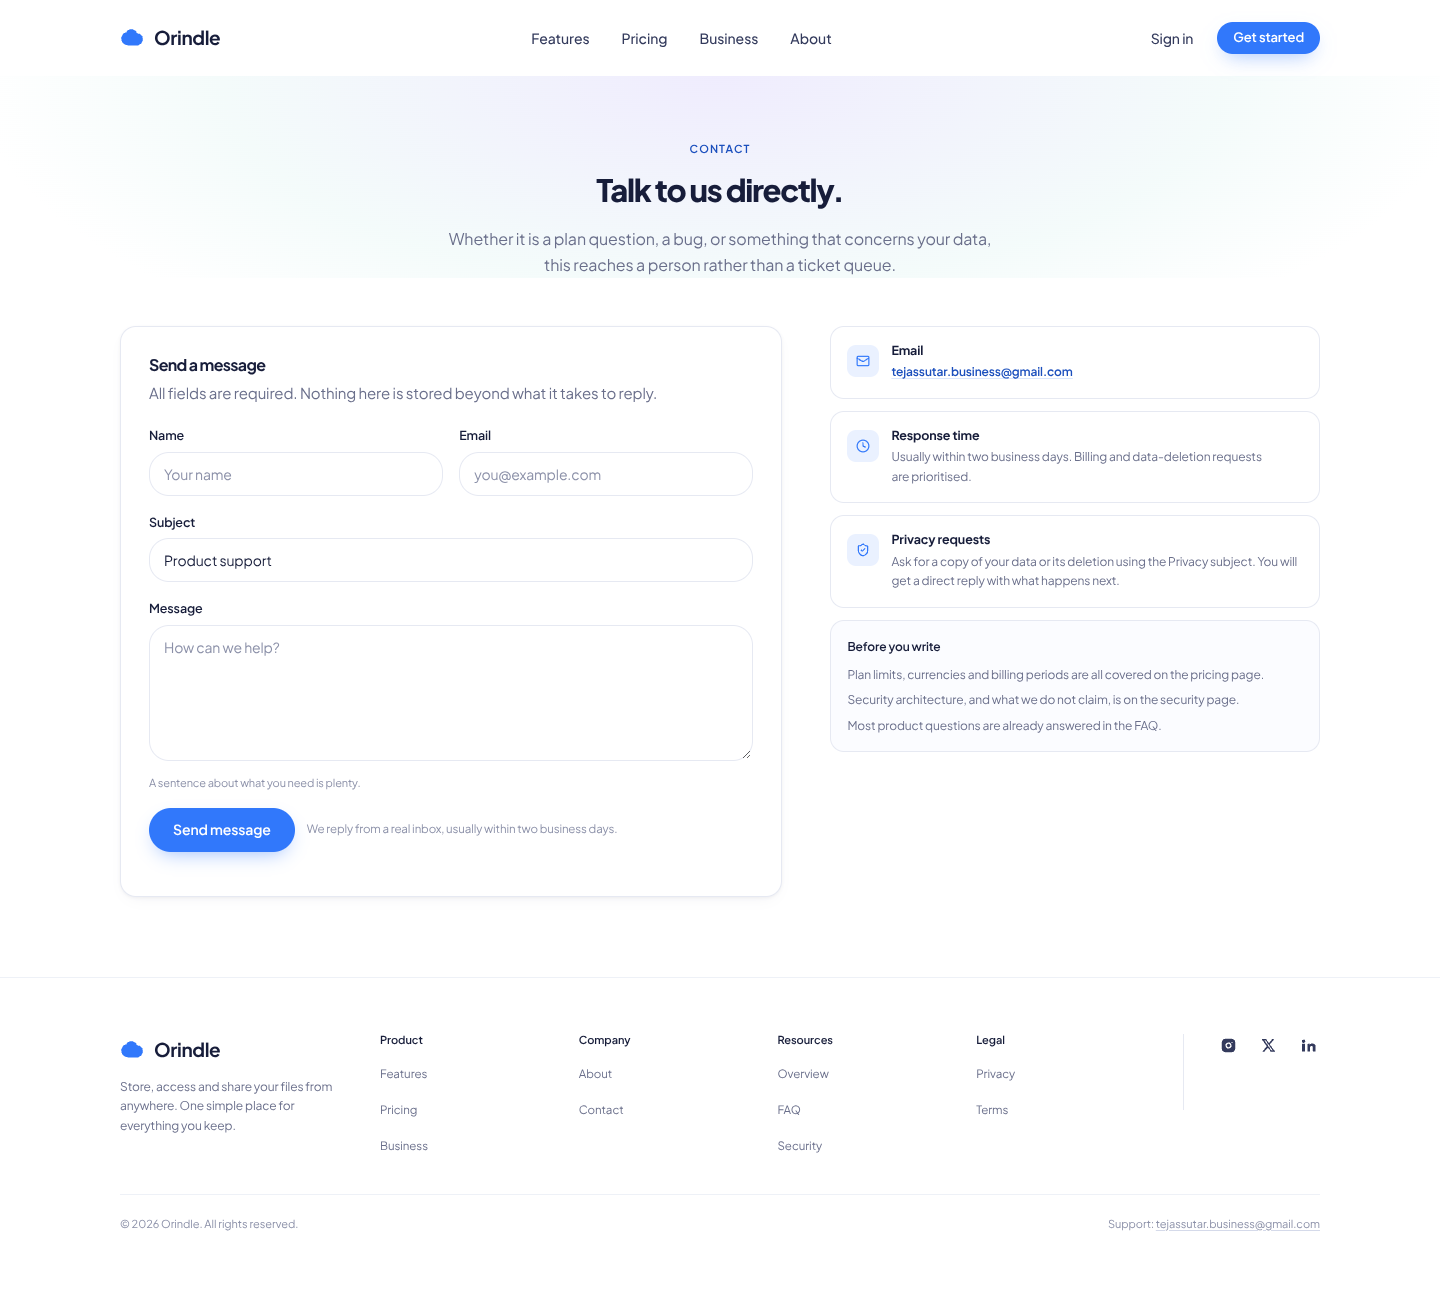 Orindle
Features
Pricing
Business
About
Sign in
Get started
CONTACT
Talk to us directly.
Whether it is a plan question, a bug, or something that concerns your data,
this reaches a person rather than a ticket queue.
Send a message
All fields are required. Nothing here is stored beyond what it takes to reply.
Name
Email
Your name
you@example.com
Subject
Product support
Message
How can we help?
A sentence about what you need is plenty.
Send message
We reply from a real inbox, usually within two business days.
Email
tejassutar.business@gmail.com
Response time
Usually within two business days. Billing and data-deletion requests
are prioritised.
Privacy requests
Ask for a copy of your data or its deletion using the Privacy subject. You will
get a direct reply with what happens next.
Before you write
Plan limits, currencies and billing periods are all covered on the pricing page.
Security architecture, and what we do not claim, is on the security page.
Most product questions are already answered in the FAQ.
Orindle
Store, access and share your files from
anywhere. One simple place for
everything you keep.
Product
Features
Pricing
Business
Company
About
Contact
Resources
Overview
FAQ
Security
Legal
Privacy
Terms
© 2026 Orindle. All rights reserved.
Support: tejassutar.business@gmail.com